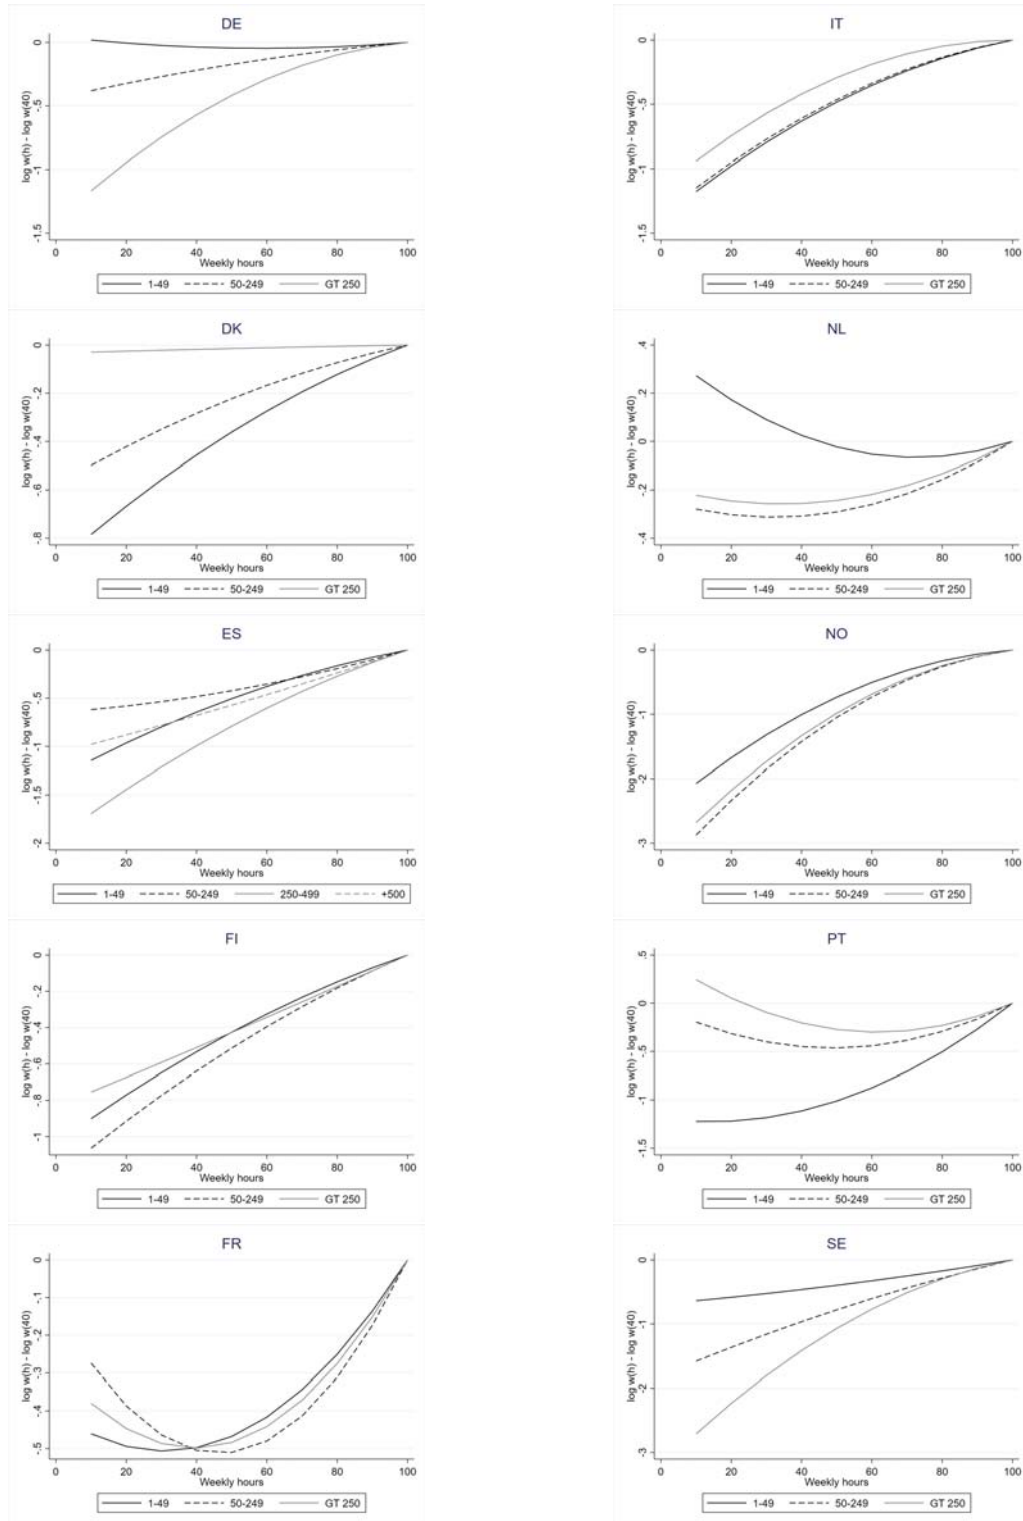 DE
log w(h) - log w(40)
0
-.5
-1
-1.5
0 20 40 60 80 100
Weekly hours
1-49 50-249 GT 250
IT
log w(h) - log w(40)
0
-.5
-1
-1.5
0 20 40 60 80 100
Weekly hours
1-49 50-249 GT 250
DK
log w(h) - log w(40)
0
-.2
-.4
-.6
-.8
0 20 40 60 80 100
Weekly hours
1-49 50-249 GT 250
NL
log w(h) - log w(40)
.4
.2
0
-.2
-.4
0 20 40 60 80 100
Weekly hours
1-49 50-249 GT 250
ES
log w(h) - log w(40)
0
-.5
-1
-1.5
-2
0 20 40 60 80 100
Weekly hours
1-49 50-249 250-499 +500
NO
log w(h) - log w(40)
0
-1
-2
-3
0 20 40 60 80 100
Weekly hours
1-49 50-249 GT 250
FI
log w(h) - log w(40)
0
-.2
-.4
-.6
-.8
-1
0 20 40 60 80 100
Weekly hours
1-49 50-249 GT 250
PT
log w(h) - log w(40)
.5
0
-.5
-1
-1.5
0 20 40 60 80 100
Weekly hours
1-49 50-249 GT 250
FR
log w(h) - log w(40)
0
-.1
-.2
-.3
-.4
-.5
0 20 40 60 80 100
Weekly hours
1-49 50-249 GT 250
SE
log w(h) - log w(40)
0
-1
-2
-3
0 20 40 60 80 100
Weekly hours
1-49 50-249 GT 250